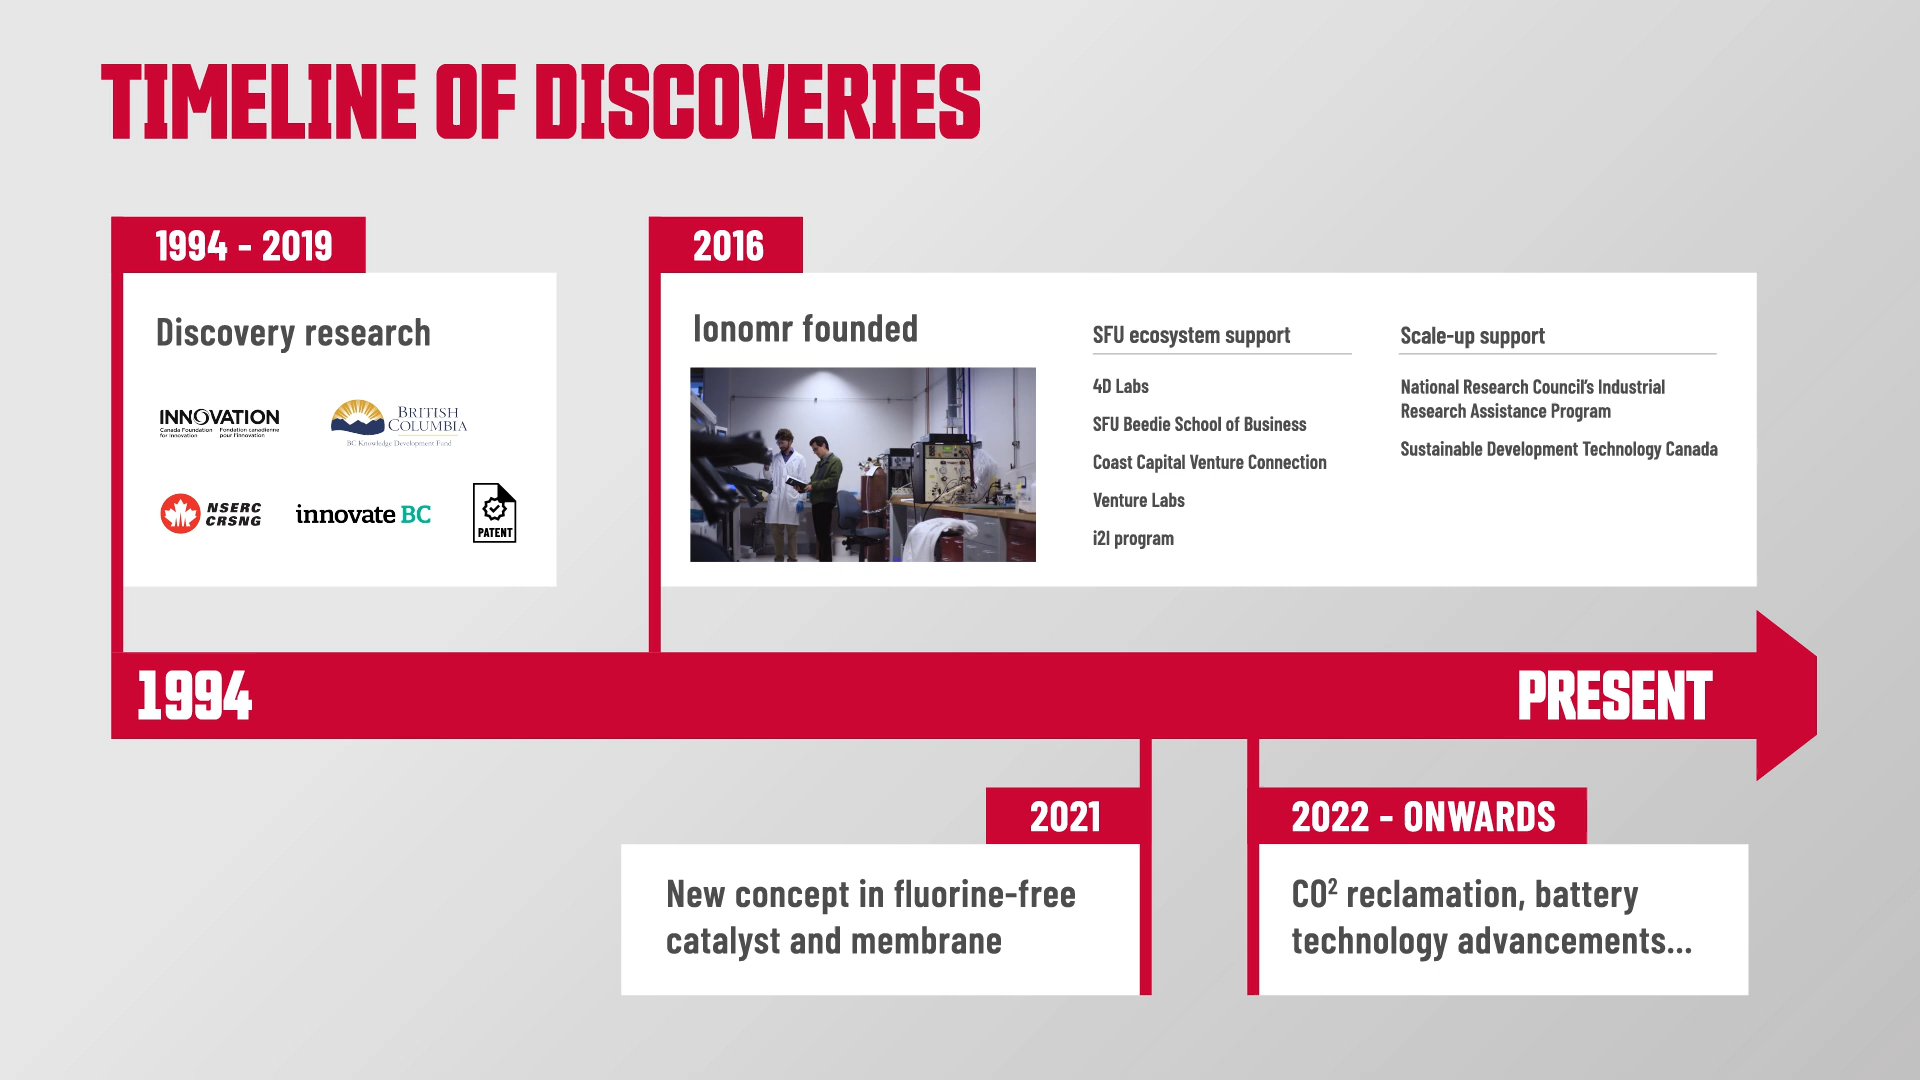 TIMELINE OF DISCOVERIES
1994 - 2019
Discovery research
INNOVATION
Canada Foundation for Innovation
Fondation canadienne pour l'innovation
BRITISH COLUMBIA
BC Knowledge Development Fund
NSERC
CRSNG
innovate BC
PATENT
2016
Ionomr founded
SFU ecosystem support
4D Labs
SFU Beedie School of Business
Coast Capital Venture Connection
Venture Labs
i2I program
Scale-up support
National Research Council's Industrial
Research Assistance Program
Sustainable Development Technology Canada
1994
PRESENT
2021
New concept in fluorine-free
catalyst and membrane
2022 - ONWARDS
CO² reclamation, battery
technology advancements...